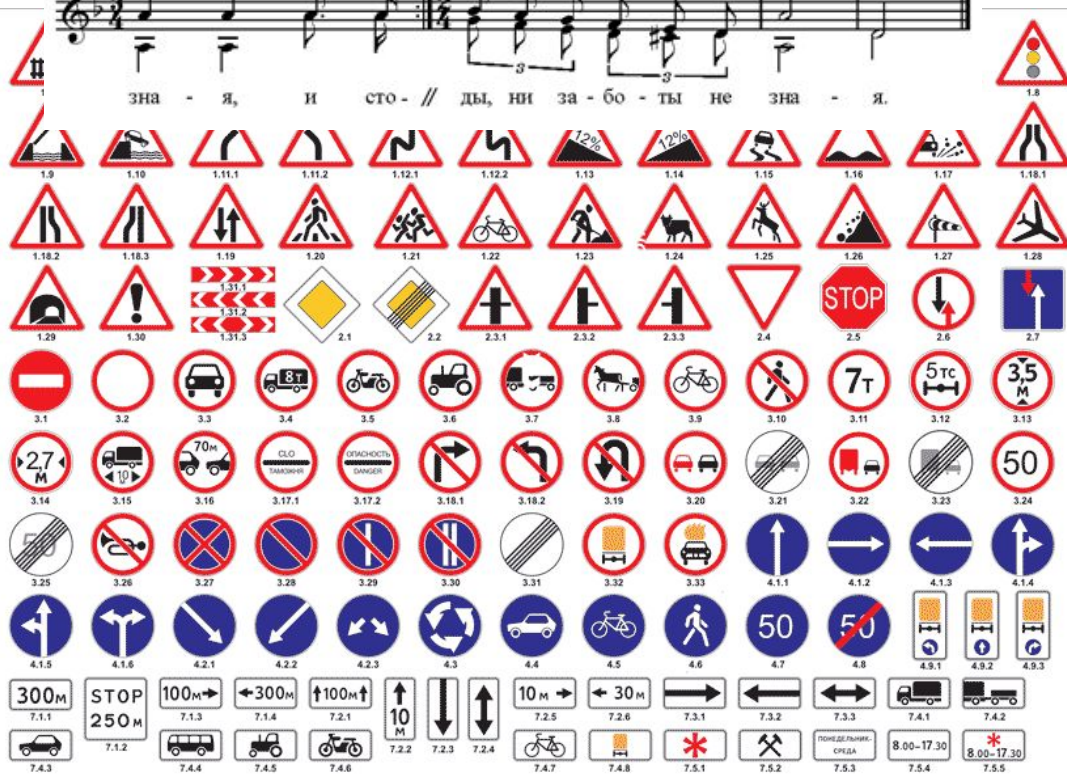 3
3
зна - я, и сто - // ды, ни за - бо - ты не зна - я.
1.8
12% 12%
1.9 1.10 1.11.1 1.11.2 1.12.1 1.12.2 1.13 1.14 1.15 1.16 1.17 1.18.1
1.18.2 1.18.3 1.19 1.20 1.21 1.22 1.23 1.24 1.25 1.26 1.27 1.28
1.31.1
1.31.2
STOP
1.29 1.30 1.31.3 2.1 2.2 2.3.1 2.3.2 2.3.3 2.4 2.5 2.6 2.7
8т 7т 5тс 3,5 м
3.1 3.2 3.3 3.4 3.5 3.6 3.7 3.8 3.9 3.10 3.11 3.12 3.13
2,7 м 10 70м CLO ТАМОЖНЯ ОПАСНОСТЬ DANGER 50
3.14 3.15 3.16 3.17.1 3.17.2 3.18.1 3.18.2 3.19 3.20 3.21 3.22 3.23 3.24
50
3.25 3.26 3.27 3.28 3.29 3.30 3.31 3.32 3.33 4.1.1 4.1.2 4.1.3 4.1.4
50 50
4.1.5 4.1.6 4.2.1 4.2.2 4.2.3 4.3 4.4 4.5 4.6 4.7 4.8 4.9.1 4.9.2 4.9.3
300м STOP 250м 100м 300м 100м 10 м 10 м 30 м
7.1.1 7.1.2 7.1.3 7.1.4 7.2.1 7.2.2 7.2.3 7.2.4 7.2.5 7.2.6 7.3.1 7.3.2 7.3.3 7.4.1 7.4.2
ПОНЕДЕЛЬНИК-СРЕДА 8.00-17.30 8.00-17.30
7.4.3 7.4.4 7.4.5 7.4.6 7.4.7 7.4.8 7.5.1 7.5.2 7.5.3 7.5.4 7.5.5